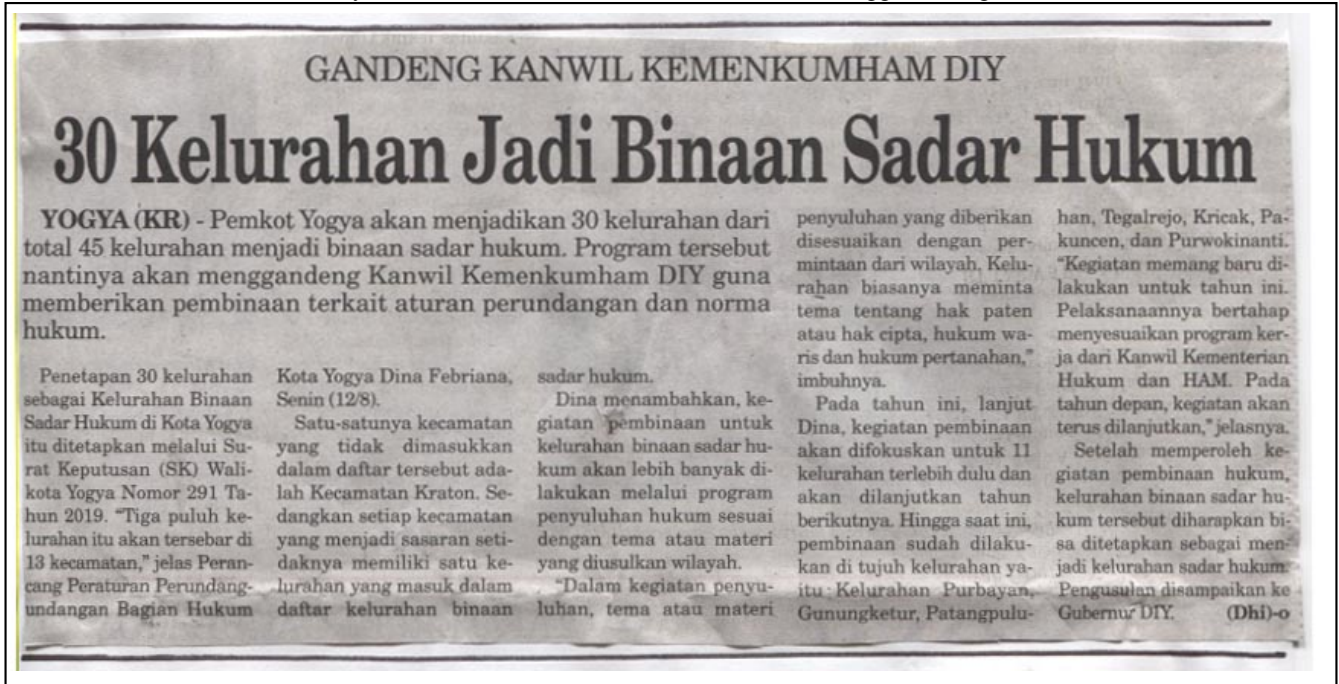 GANDENG KANWIL KEMENKUMHAM DIY
30 Kelurahan Jadi Binaan Sadar Hukum
YOGYA (KR) - Pemkot Yogya akan menjadikan 30 kelurahan dari
total 45 kelurahan menjadi binaan sadar hukum. Program tersebut
nantinya akan menggandeng Kanwil Kemenkumham DIY guna
memberikan pembinaan terkait aturan perundangan dan norma
hukum.
Penetapan 30 kelurahan
sebagai Kelurahan Binaan
Sadar Hukum di Kota Yogya
itu ditetapkan melalui Su-
rat Keputusan (SK) Wali-
kota Yogya Nomor 291 Ta-
hun 2019. "Tiga puluh ke-
lurahan itu akan tersebar di
13 kecamatan," jelas Peran-
cang Peraturan Perundang-
undangan Bagian Hukum
Kota Yogya Dina Febriana,
Senin (12/8).
Satu-satunya kecamatan
yang tidak dimasukkan
dalam daftar tersebut ada-
lah Kecamatan Kraton. Se-
dangkan setiap kecamatan
yang menjadi sasaran seti-
daknya memiliki satu ke-
lurahan yang masuk dalam
daftar kelurahan binaan
sadar hukum.
Dina menambahkan, ke-
giatan pembinaan untuk
kelurahan binaan sadar hu-
kum akan lebih banyak di-
lakukan melalui program
penyuluhan hukum sesuai
dengan tema atau materi
yang diusulkan wilayah.
"Dalam kegiatan penyu-
luhan, tema atau materi
penyuluhan yang diberikan
disesuaikan dengan per-
mintaan dari wilayah, Kelu-
rahan biasanya meminta
tema tentang hak paten
atau hak cipta, hukum wa-
ris dan hukum pertanahan,"
imbuhnya.
Pada tahun ini, lanjut
Dina, kegiatan pembinaan
akan difokuskan untuk 11
kelurahan terlebih dulu dan
akan dilanjutkan tahun
berikutnya. Hingga saat ini,
pembinaan sudah dilaku-
kan di tujuh kelurahan ya-
itu Kelurahan Purbayan,
Gunungketur, Patangpulu-
han, Tegalrejo, Kricak, Pa-
kuncen, dan Purwokinanti.
"Kegiatan memang baru di-
lakukan untuk tahun ini.
Pelaksanaannya bertahap
menyesuaikan program ker-
ja dari Kanwil Kementerian
Hukum dan HAM. Pada
tahun depan, kegiatan akan
terus dilanjutkan," jelasnya.
Setelah memperoleh ke-
giatan pembinaan hukum,
kelurahan binaan sadar hu-
kum tersebut diharapkan bi-
sa ditetapkan sebagai men-
jadi kelurahan sadar hukum.
Pengusulan disampaikan ke
Gubernur DIY. (Dhi)-o